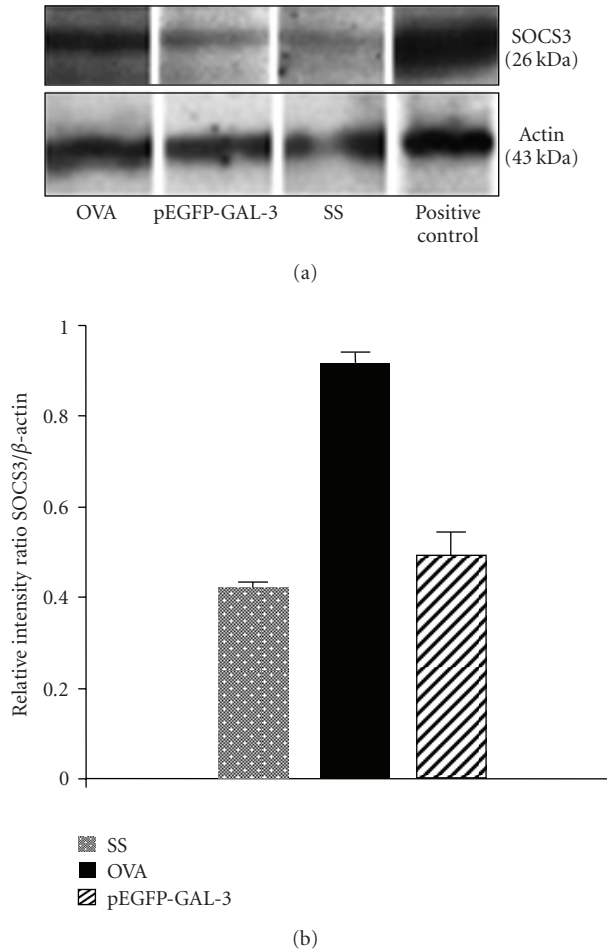 SOCS3
(26 kDa)
Actin
(43 kDa)
OVA pEGFP-GAL-3 SS Positive
control
(a)
Relative intensity ratio SOCS3/β-actin
1
0.8
0.6
0.4
0.2
0
SS
OVA
pEGFP-GAL-3
(b)